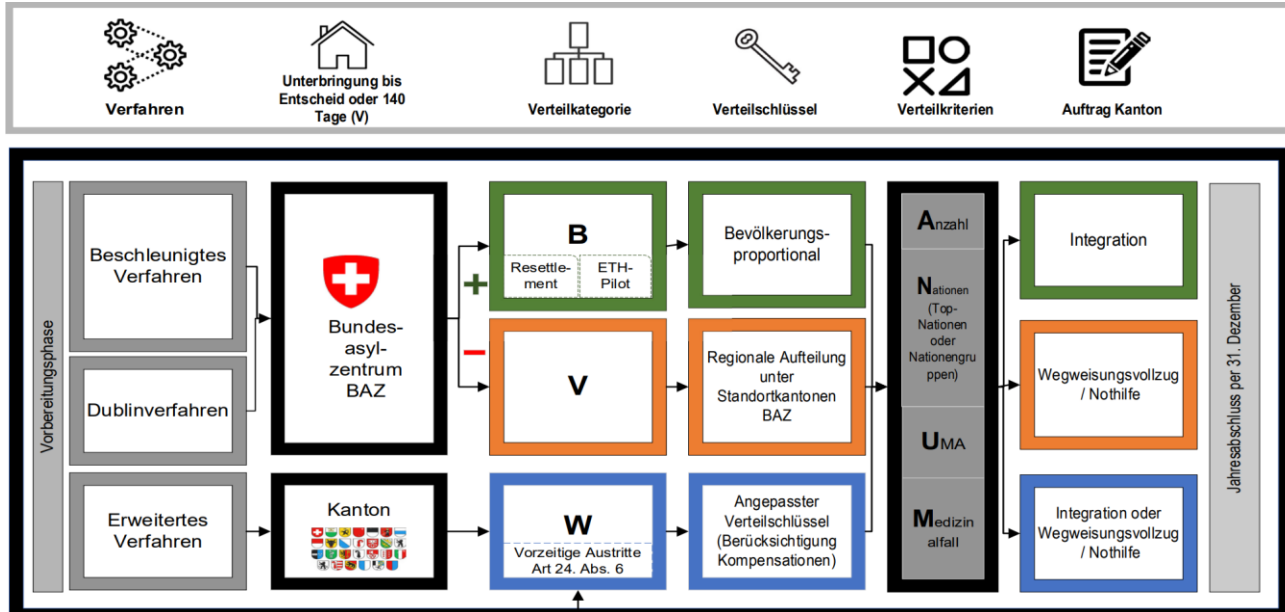 Verfahren
Unterbringung bis
Entscheid oder 140
Tage (V)
Verteilkategorie
Verteilschlüssel
Verteilkriterien
Auftrag Kanton
Vorbereitungsphase
Beschleunigtes
Verfahren
Dublinverfahren
Erweitertes
Verfahren
Bundes-
asyl-
zentrum
BAZ
Kanton
+
−
B
Resettle-
ment
ETH-
Pilot
V
W
Vorzeitige Austritte
Art 24. Abs. 6
Bevölkerungs-
proportional
Regionale Aufteilung
unter
Standortkantonen
BAZ
Angepasster
Verteilschlüssel
(Berücksichtigung
Kompensationen)
Anzahl
Nationen
(Top-
Nationen
oder
Nationengru
ppen)
UMA
Medizin
alfall
Integration
Wegweisungsvollzug
/ Nothilfe
Integration oder
Wegweisungsvollzug
/ Nothilfe
Jahresabschluss per 31. Dezember